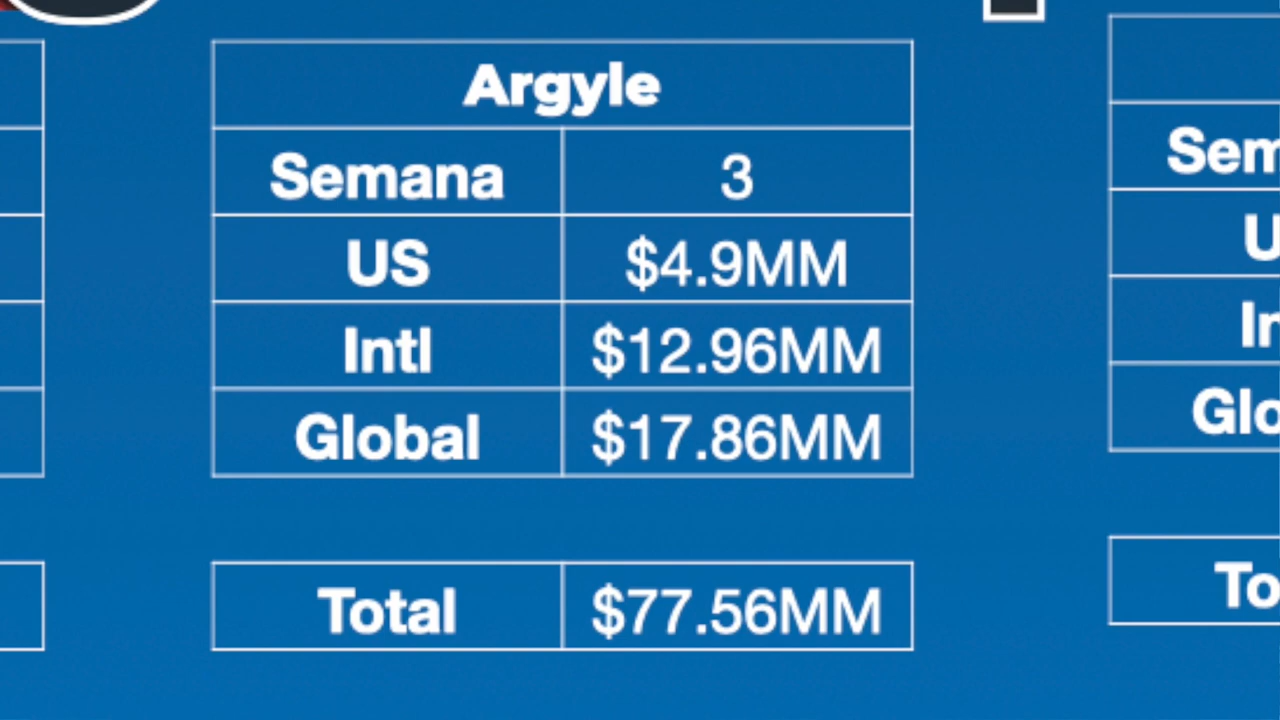 Argyle
Semana 3
US $4.9MM
Intl $12.96MM
Global $17.86MM
Total $77.56MM